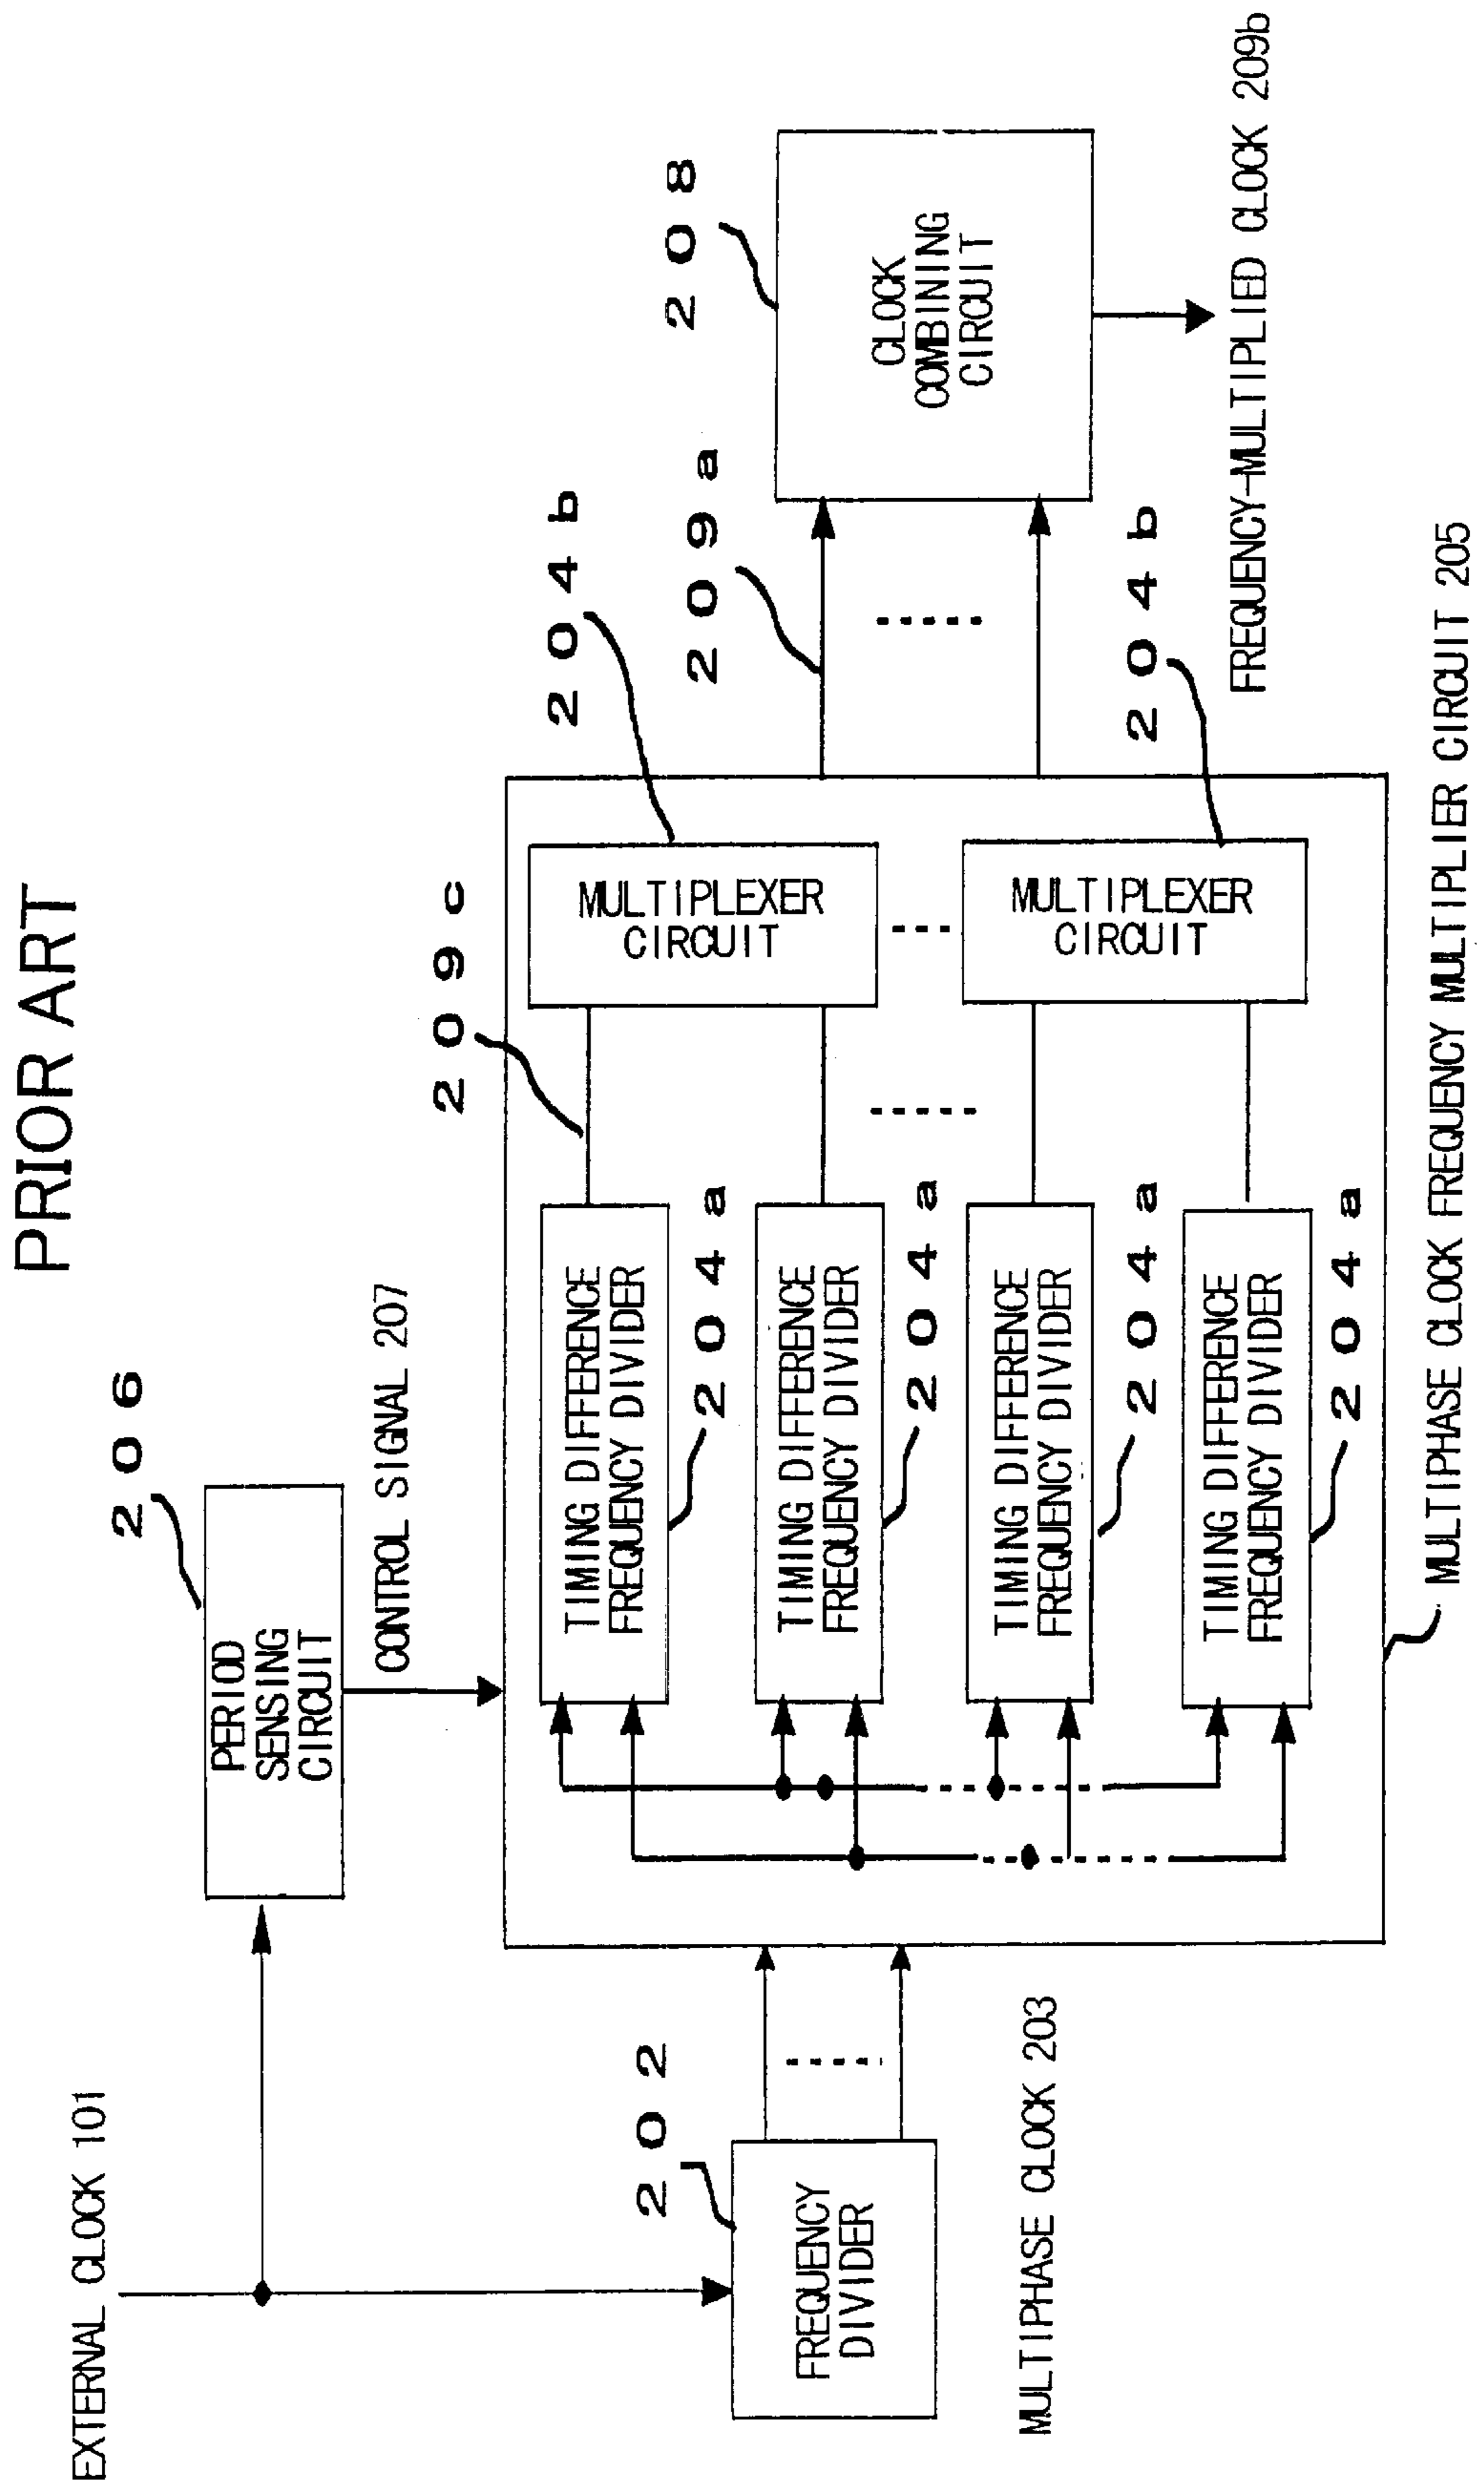 PRIOR ART
EXTERNAL CLOCK 101
206
PERIOD
SENSING
CIRCUIT
CONTROL SIGNAL 207
202
FREQUENCY
DIVIDER
MULTIPHASE CLOCK 203
209c
204b
TIMING DIFFERENCE
FREQUENCY DIVIDER
204a
MULTIPLEXER
CIRCUIT
TIMING DIFFERENCE
FREQUENCY DIVIDER
204a
TIMING DIFFERENCE
FREQUENCY DIVIDER
204a
MULTIPLEXER
CIRCUIT
204b
TIMING DIFFERENCE
FREQUENCY DIVIDER
204a
209a
208
CLOCK
COMBINING
CIRCUIT
FREQUENCY-MULTIPLIED CLOCK 209b
MULTIPHASE CLOCK FREQUENCY MULTIPLIER CIRCUIT 205